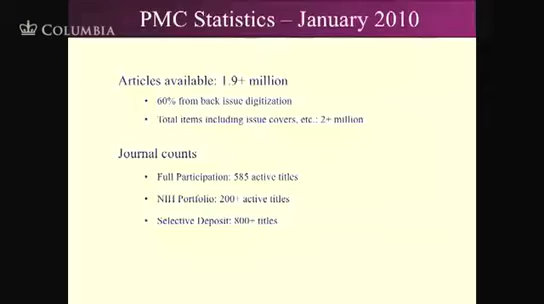 COLUMBIA
PMC Statistics – January 2010
Articles available: 1.9+ million
• 60% from back issue digitization
• Total items including issue covers, etc.: 2+ million
Journal counts
• Full Participation: 585 active titles
• NIH Portfolio: 200+ active titles
• Selective Deposit: 800+ titles